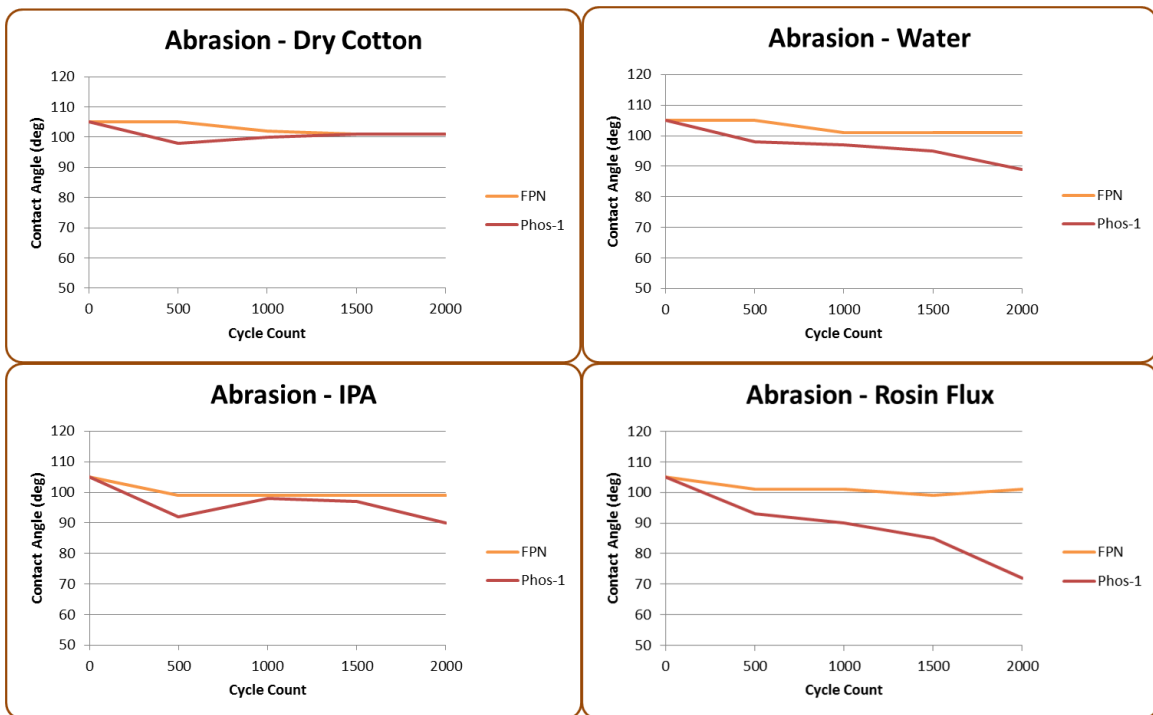 Abrasion - Dry Cotton
120
110
100
90
80
70
60
50
Contact Angle (deg)
0 500 1000 1500 2000
Cycle Count
FPN
Phos-1
Abrasion - Water
120
110
100
90
80
70
60
50
Contact Angle (deg)
0 500 1000 1500 2000
Cycle Count
FPN
Phos-1
Abrasion - IPA
120
110
100
90
80
70
60
50
Contact Angle (deg)
0 500 1000 1500 2000
Cycle Count
FPN
Phos-1
Abrasion - Rosin Flux
120
110
100
90
80
70
60
50
Contact Angle (deg)
0 500 1000 1500 2000
Cycle Count
FPN
Phos-1